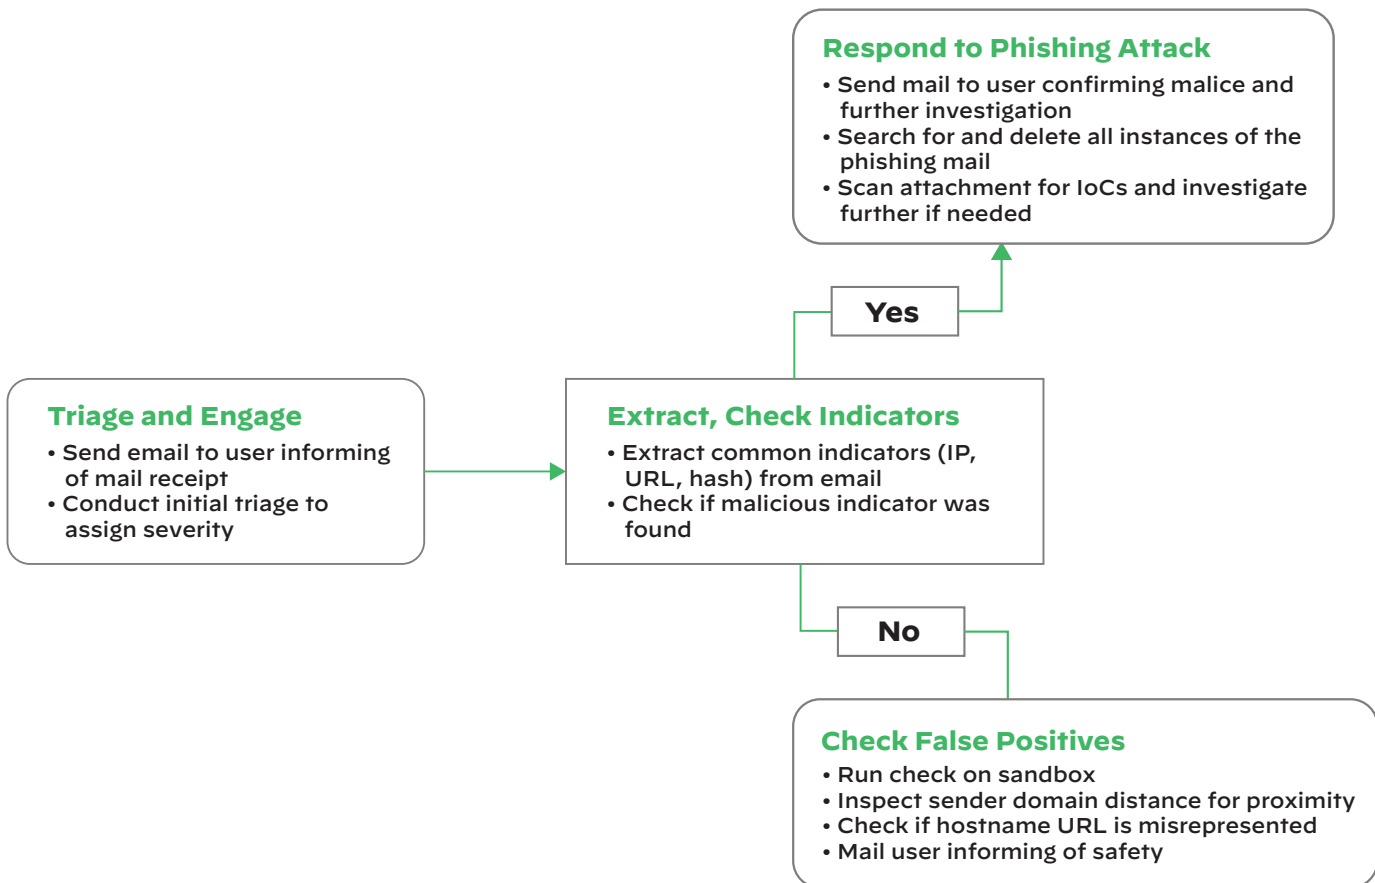 Respond to Phishing Attack
• Send mail to user confirming malice and
further investigation
• Search for and delete all instances of the
phishing mail
• Scan attachment for IoCs and investigate
further if needed
Yes
Triage and Engage
• Send email to user informing
of mail receipt
• Conduct initial triage to
assign severity
Extract, Check Indicators
• Extract common indicators (IP,
URL, hash) from email
• Check if malicious indicator was
found
No
Check False Positives
• Run check on sandbox
• Inspect sender domain distance for proximity
• Check if hostname URL is misrepresented
• Mail user informing of safety